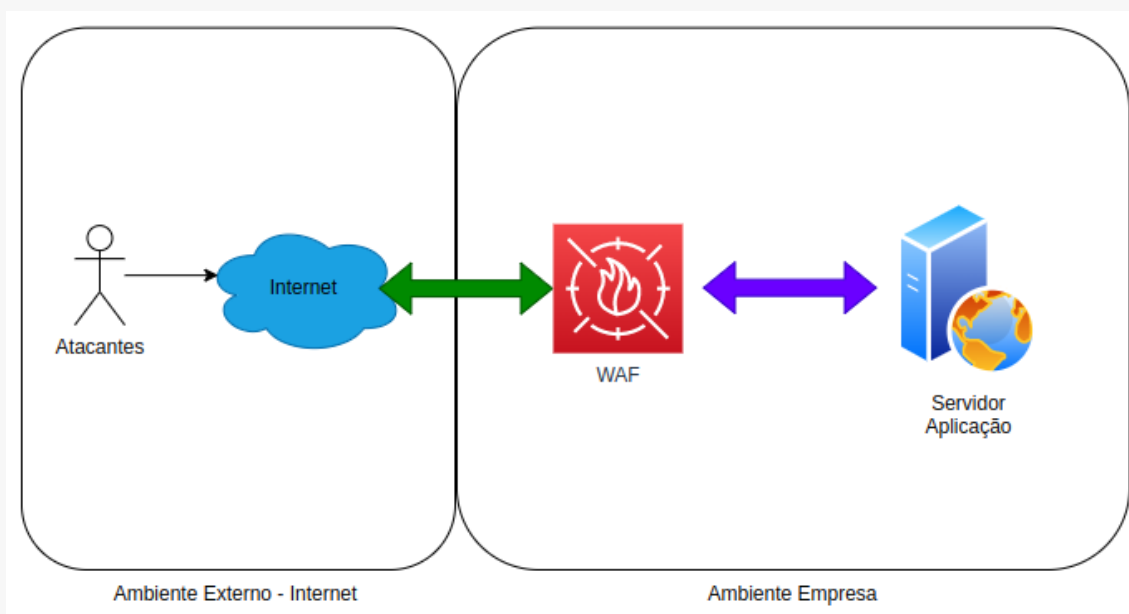 Internet
Atacantes
WAF
Servidor
Aplicação
Ambiente Externo - Internet
Ambiente Empresa